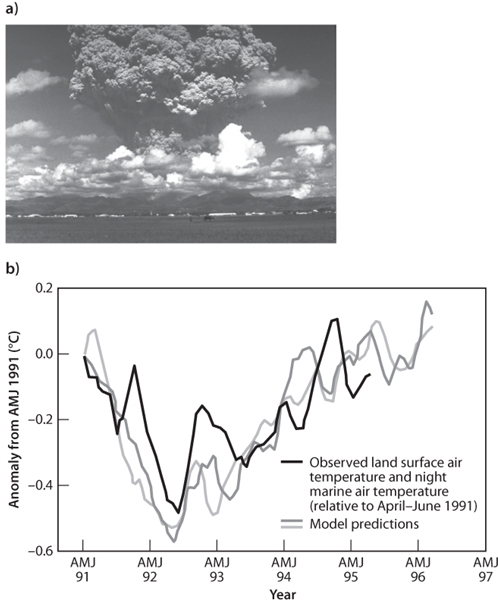 a)
b)
0.2
0.0
−0.2
−0.4
−0.6
Anomaly from AMJ 1991 (°C)
Observed land surface air
temperature and night
marine air temperature
(relative to April–June 1991)
Model predictions
AMJ AMJ AMJ AMJ AMJ AMJ AMJ
91 92 93 94 95 96 97
Year